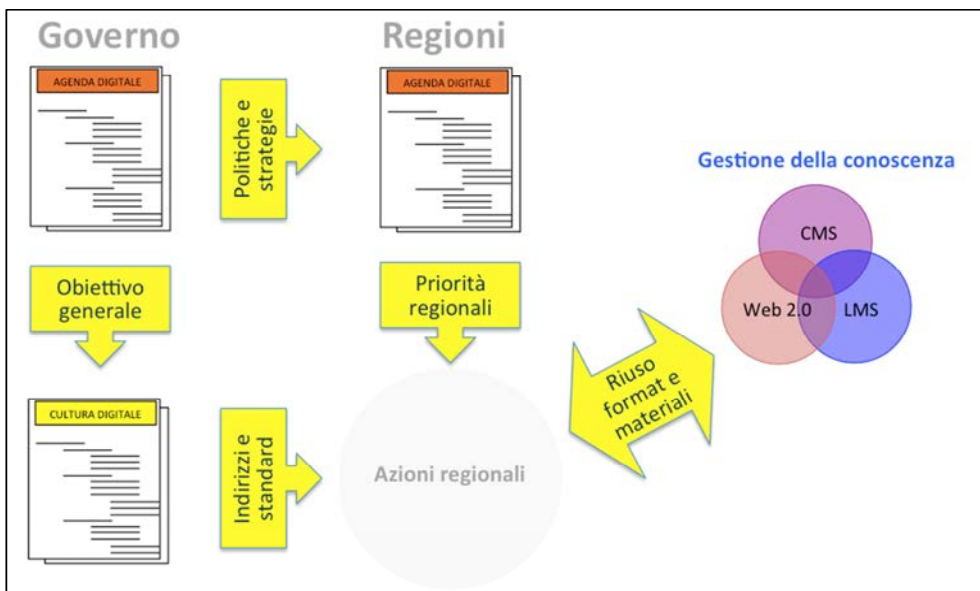 Governo
Regioni
AGENDA DIGITALE
Politiche e
strategie
AGENDA DIGITALE
Gestione della conoscenza
CMS
Web 2.0
LMS
Obiettivo
generale
Priorità
regionali
Riuso
format e
materiali
CULTURA DIGITALE
Indirizzi e
standard
Azioni regionali